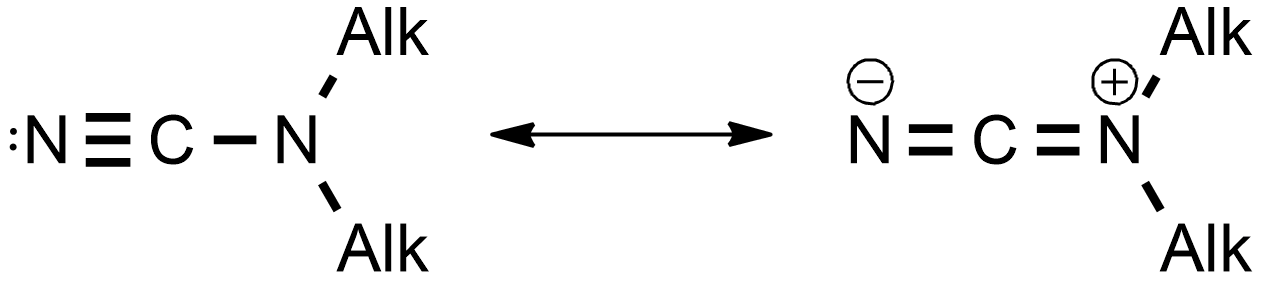 Alk Alk
⊖ ⊕
:N≡C–N ⟷ N=C=N
Alk Alk